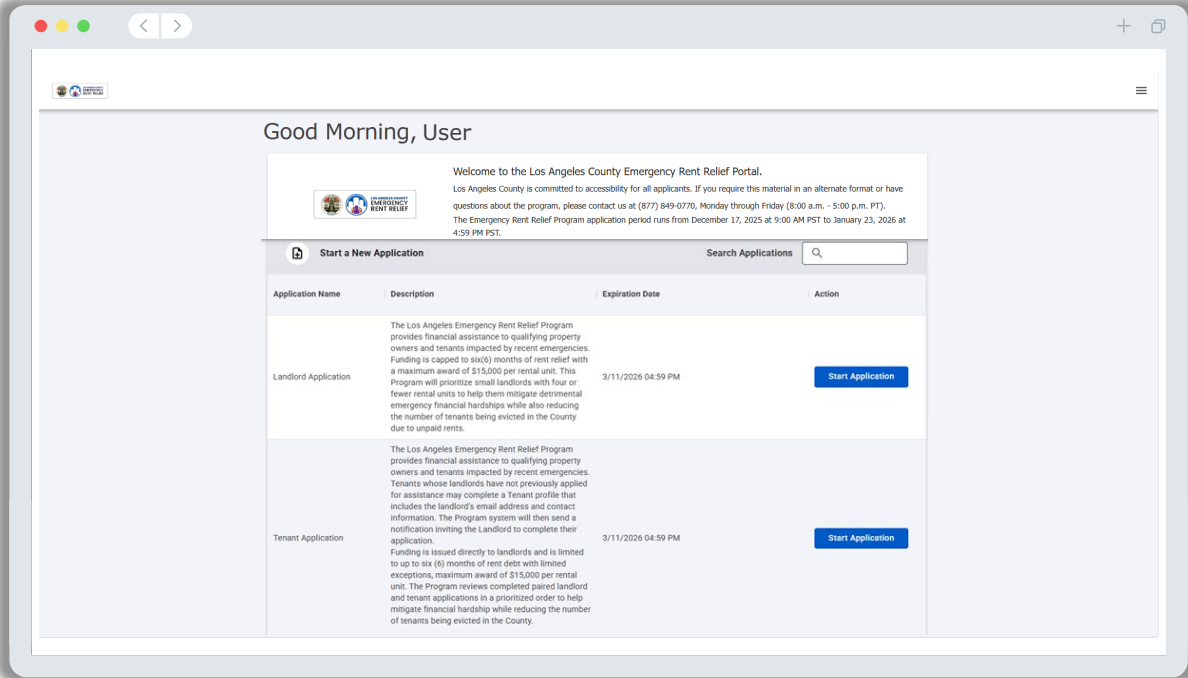 LOS ANGELES COUNTY
EMERGENCY
RENT RELIEF
Good Morning, User
LOS ANGELES COUNTY
EMERGENCY
RENT RELIEF
Welcome to the Los Angeles County Emergency Rent Relief Portal.
Los Angeles County is committed to accessibility for all applicants. If you require this material in an alternate format or have
questions about the program, please contact us at (877) 849-0770, Monday through Friday (8:00 a.m. - 5:00 p.m. PT).
The Emergency Rent Relief Program application period runs from December 17, 2025 at 9:00 AM PST to January 23, 2026 at
4:59 PM PST.
Start a New Application
Search Applications
Application Name
Description
Expiration Date
Action
Landlord Application
The Los Angeles Emergency Rent Relief Program
provides financial assistance to qualifying property
owners and tenants impacted by recent emergencies.
Funding is capped to six(6) months of rent relief with
a maximum award of $15,000 per rental unit. This
Program will prioritize small landlords with four or
fewer rental units to help them mitigate detrimental
emergency financial hardships while also reducing
the number of tenants being evicted in the County
due to unpaid rents.
3/11/2026 04:59 PM
Start Application
Tenant Application
The Los Angeles Emergency Rent Relief Program
provides financial assistance to qualifying property
owners and tenants impacted by recent emergencies.
Tenants whose landlords have not previously applied
for assistance may complete a Tenant profile that
includes the landlord's email address and contact
information. The Program system will then send a
notification inviting the Landlord to complete their
application.
Funding is issued directly to landlords and is limited
to up to six (6) months of rent debt with limited
exceptions, maximum award of $15,000 per rental
unit. The Program reviews completed paired landlord
and tenant applications in a prioritized order to help
mitigate financial hardship while reducing the number
of tenants being evicted in the County.
3/11/2026 04:59 PM
Start Application